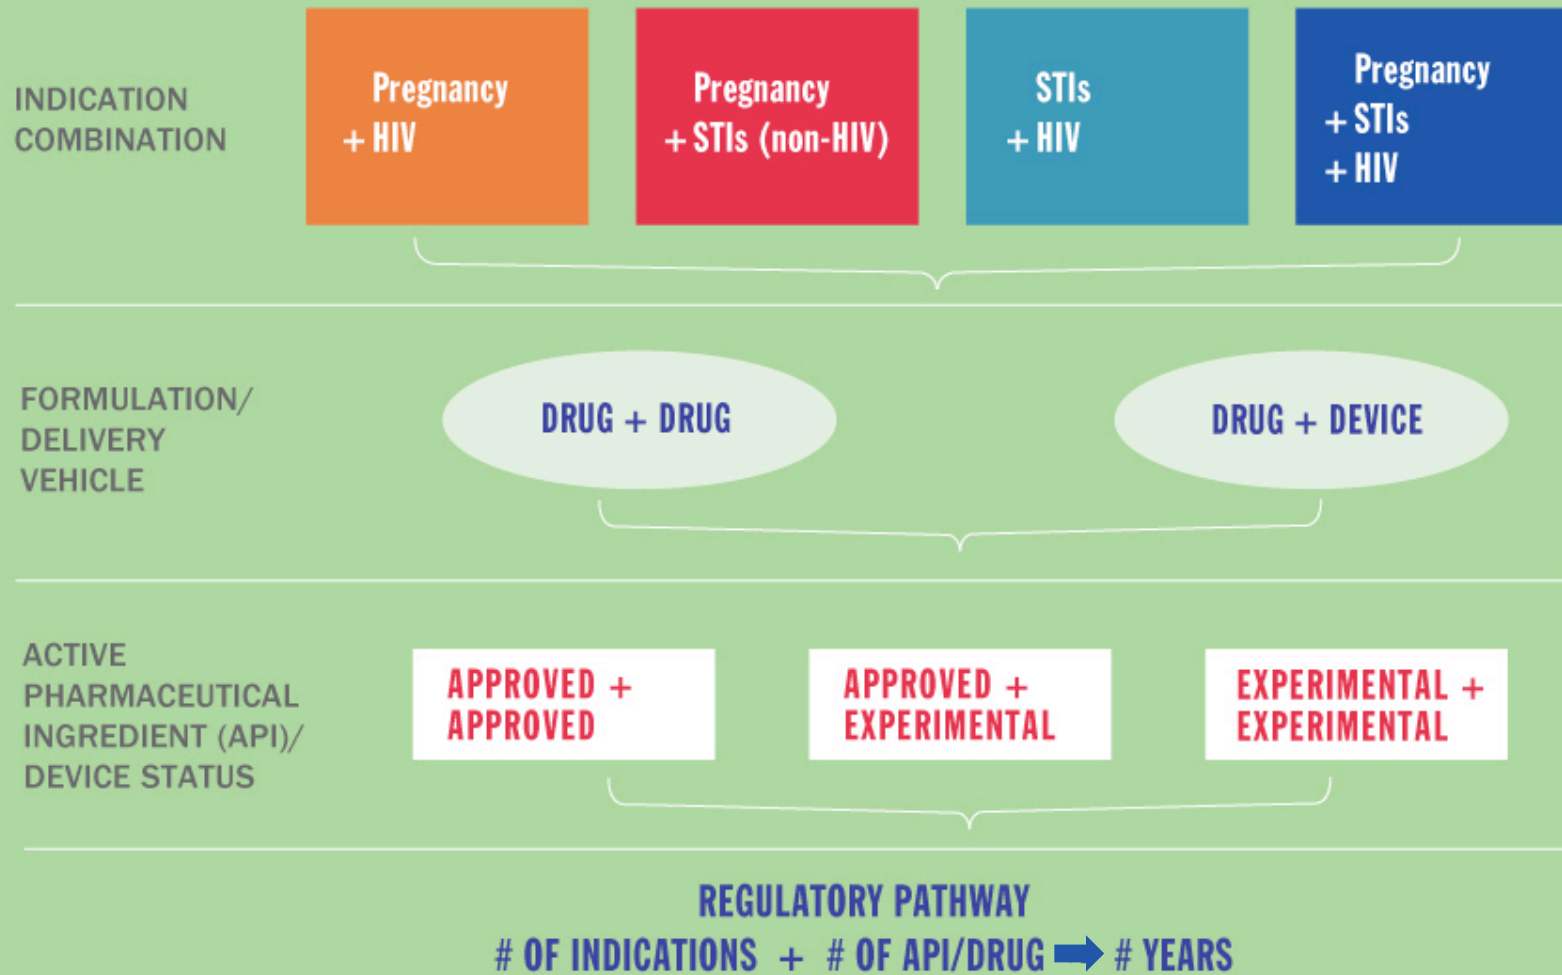 INDICATION
COMBINATION
Pregnancy
+ HIV
Pregnancy
+ STIs (non-HIV)
STIs
+ HIV
Pregnancy
+ STIs
+ HIV
FORMULATION/
DELIVERY
VEHICLE
DRUG + DRUG
DRUG + DEVICE
ACTIVE
PHARMACEUTICAL
INGREDIENT (API)/
DEVICE STATUS
APPROVED +
APPROVED
APPROVED +
EXPERIMENTAL
EXPERIMENTAL +
EXPERIMENTAL
REGULATORY PATHWAY
# OF INDICATIONS + # OF API/DRUG ➡ # YEARS